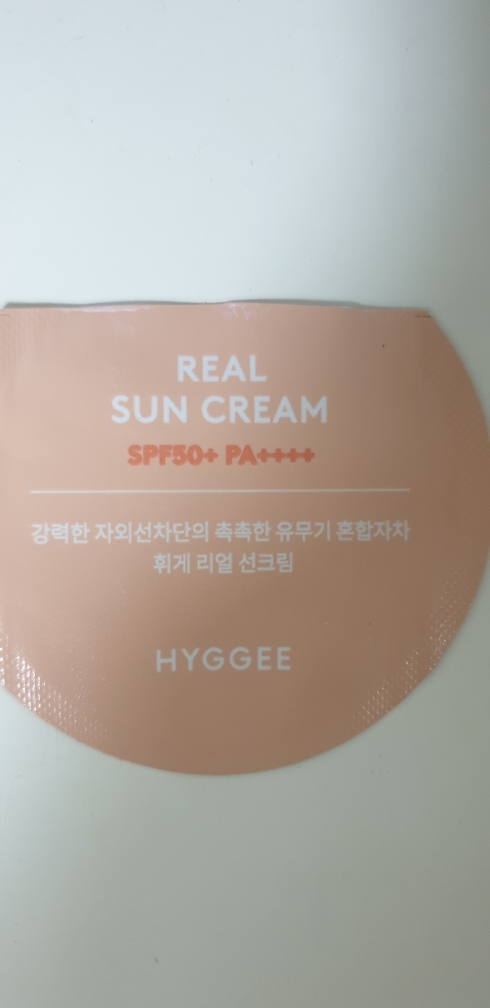 REAL
SUN CREAM
SPF50+ PA++++
강력한 자외선차단의 촉촉한 유무기 혼합자차
휘게 리얼 선크림
HYGGEE